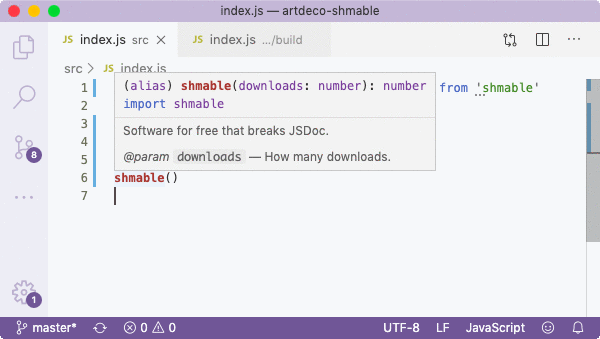 index.js — artdeco-shmable
JS index.js src × JS index.js .../build ···
src > JS index.js
1 from 'shmable'
(alias) shmable(downloads: number): number
import shmable
2
3
Software for free that breaks JSDoc.
4
5
@param downloads — How many downloads.
6 shmable()
7
8
···
1
master* 0 0 UTF-8 LF JavaScript